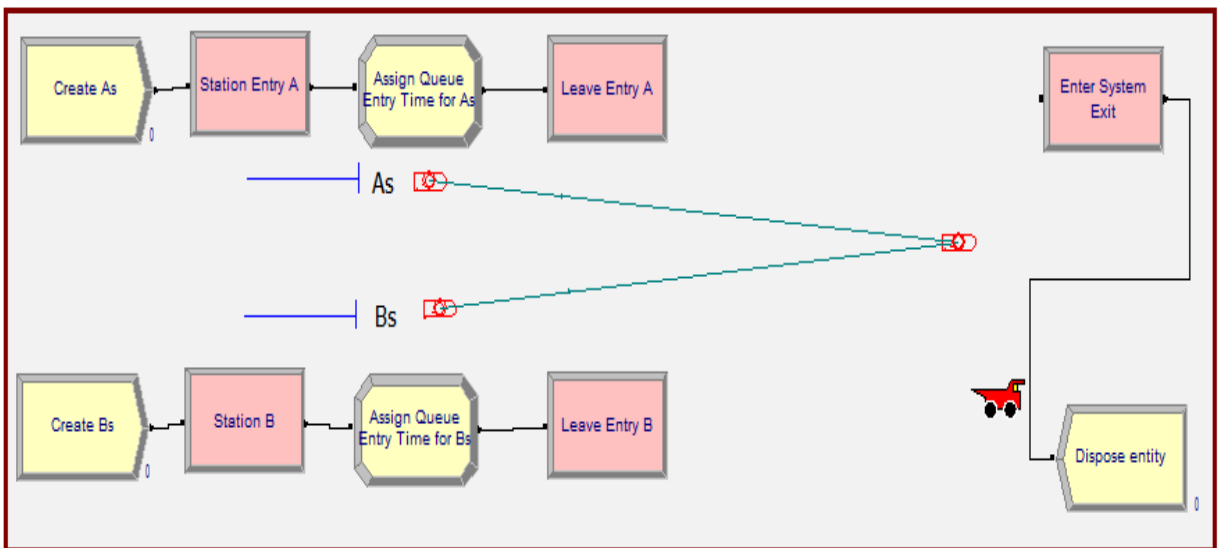 Create As
0
Station Entry A
Assign Queue
Entry Time for As
Leave Entry A
Enter System
Exit
As
Bs
Create Bs
0
Station B
Assign Queue
Entry Time for Bs
Leave Entry B
Dispose entity
0